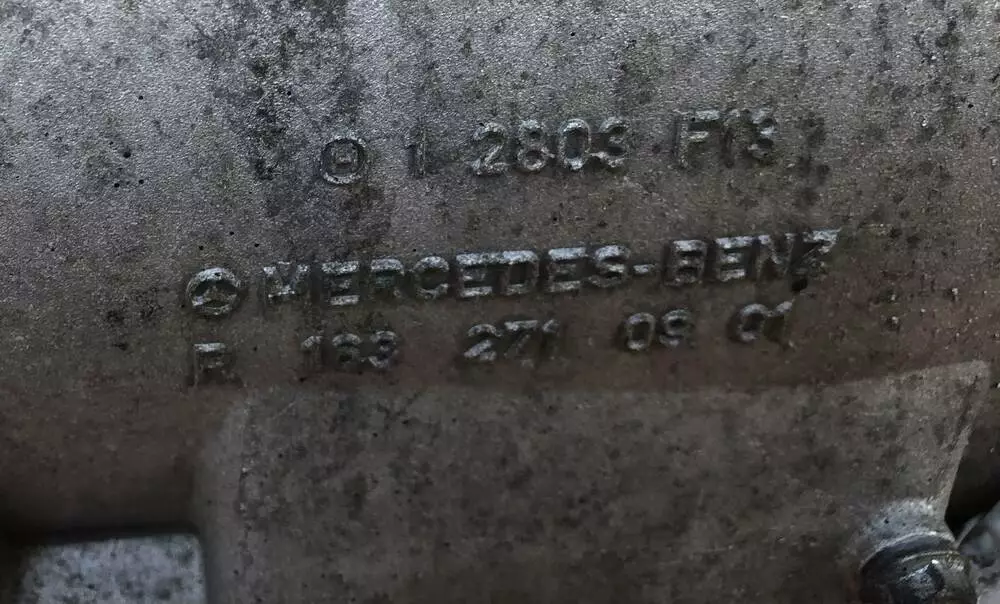 1 2803 F13
MERCEDES-BENZ
R 163 271 09 01